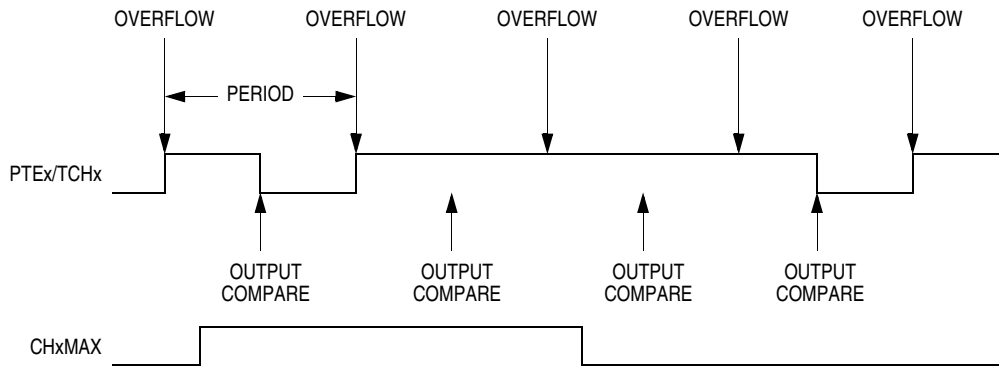 OVERFLOW OVERFLOW OVERFLOW OVERFLOW OVERFLOW
PERIOD
PTEx/TCHx
OUTPUT COMPARE
OUTPUT COMPARE
OUTPUT COMPARE
OUTPUT COMPARE
CHxMAX